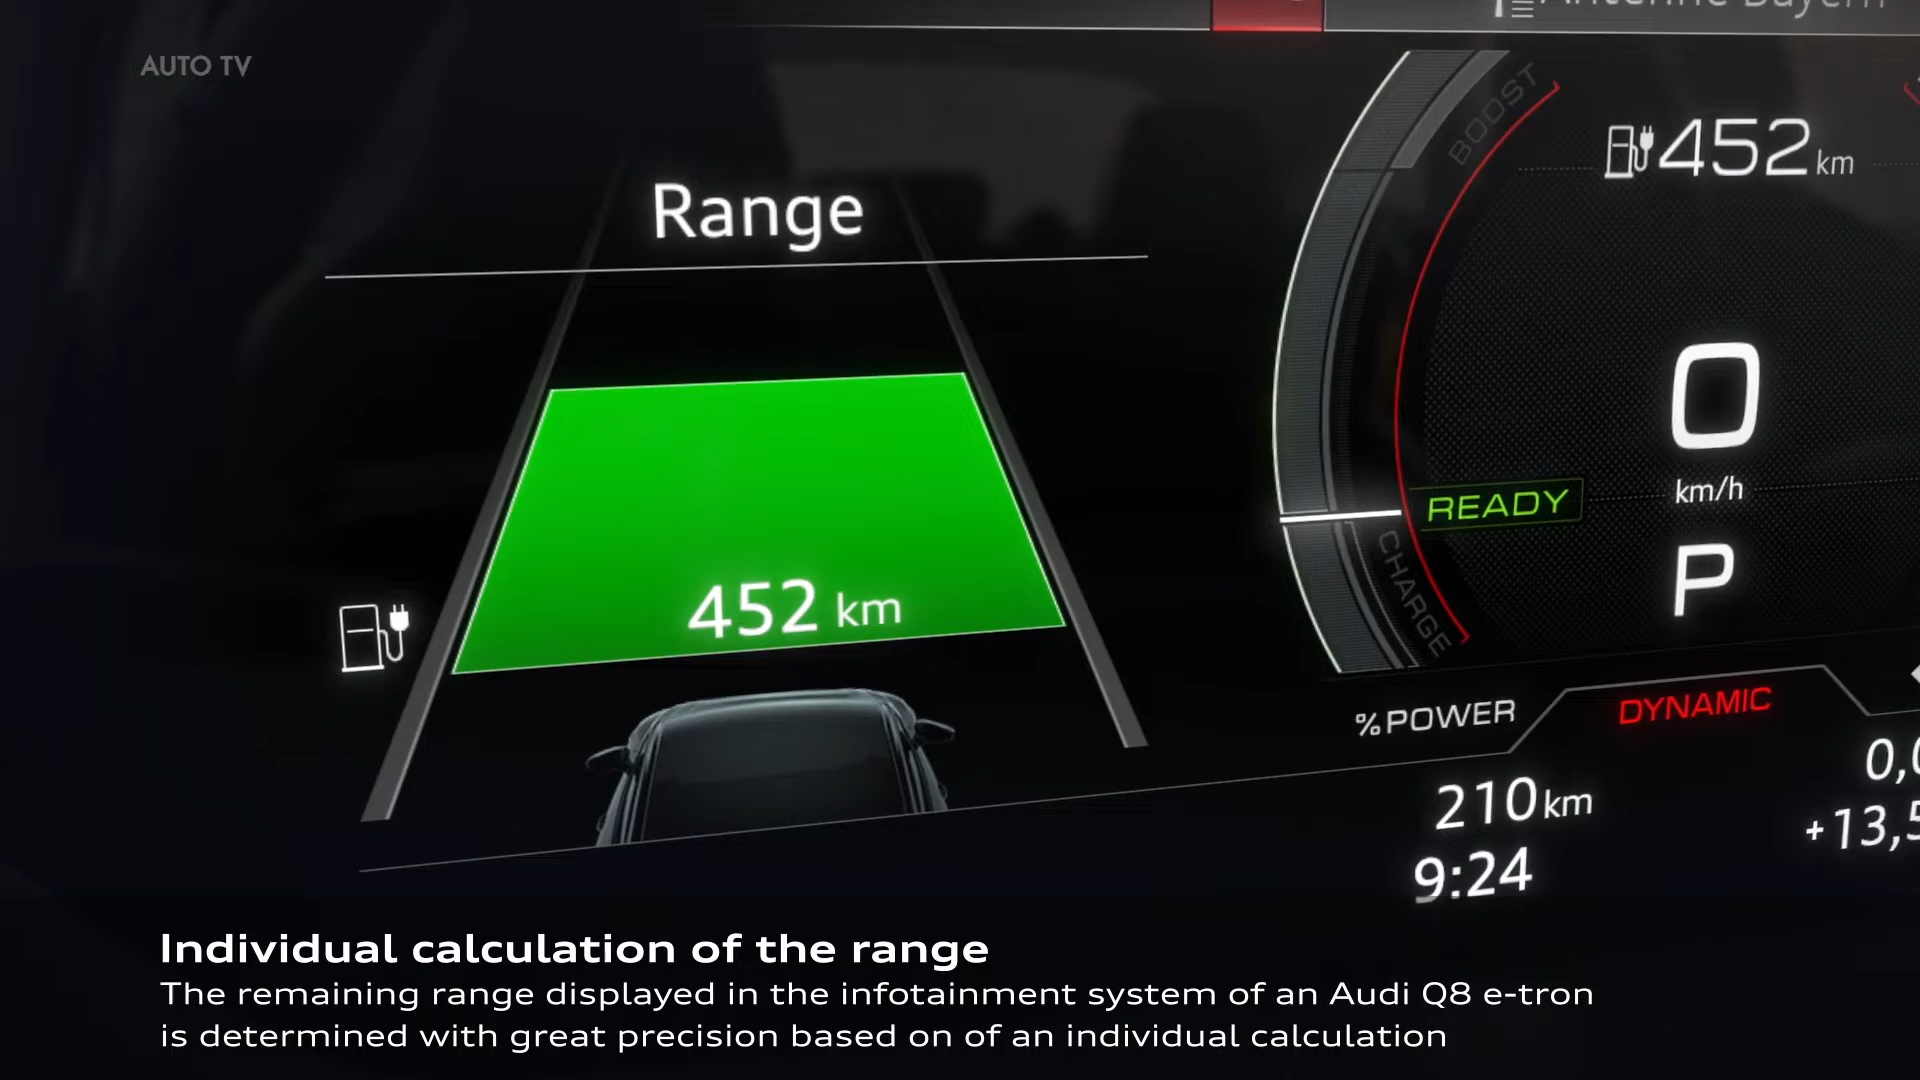 AUTO TV
BOOST
452 km
Range
0
km/h
READY
452 km
P
CHARGE
% POWER
DYNAMIC
210 km
9:24
Individual calculation of the range
The remaining range displayed in the infotainment system of an Audi Q8 e-tron
is determined with great precision based on of an individual calculation